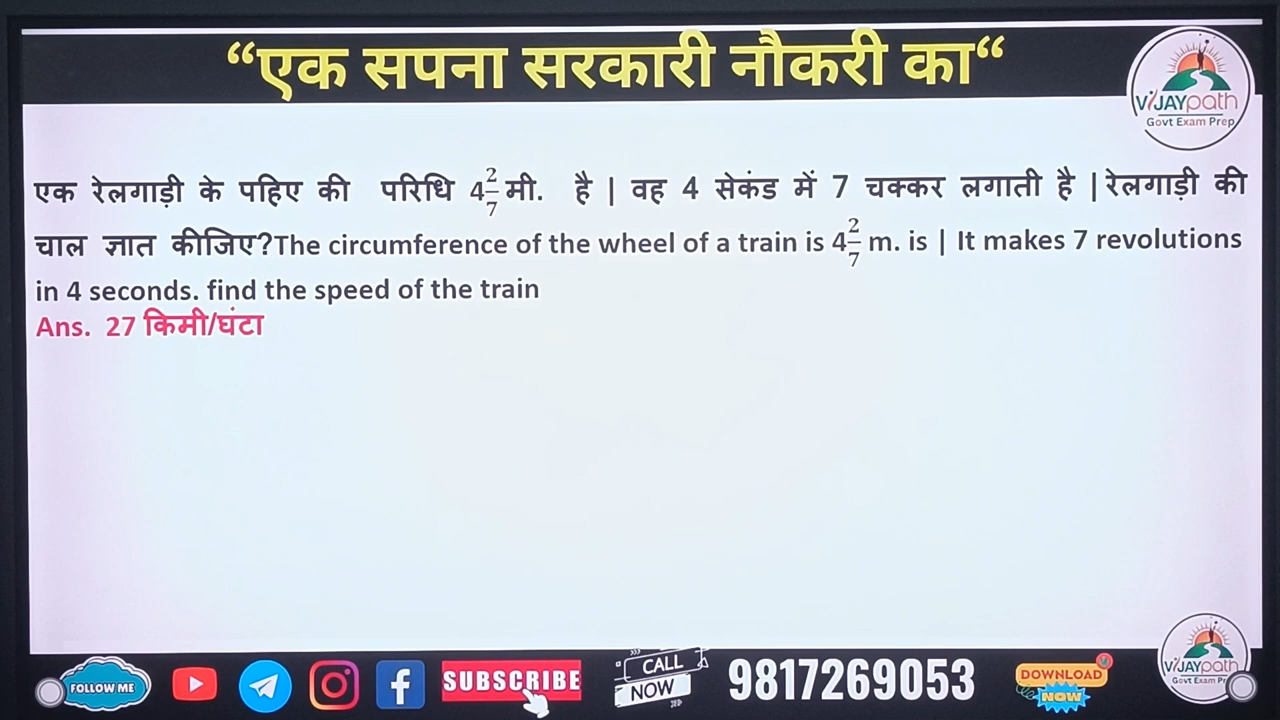 “एक सपना सरकारी नौकरी का“
ViJAYpath
Govt Exam Prep
एक रेलगाड़ी के पहिए की परिधि 4 2/7 मी. है | वह 4 सेकंड में 7 चक्कर लगाती है |रेलगाड़ी की
चाल ज्ञात कीजिए?The circumference of the wheel of a train is 4 2/7 m. is | It makes 7 revolutions
in 4 seconds. find the speed of the train
Ans. 27 किमी/घंटा
FOLLOW ME
SUBSCRIBE
CALL
NOW
9817269053
DOWNLOAD
NOW
ViJAYpath
Govt Exam Pr